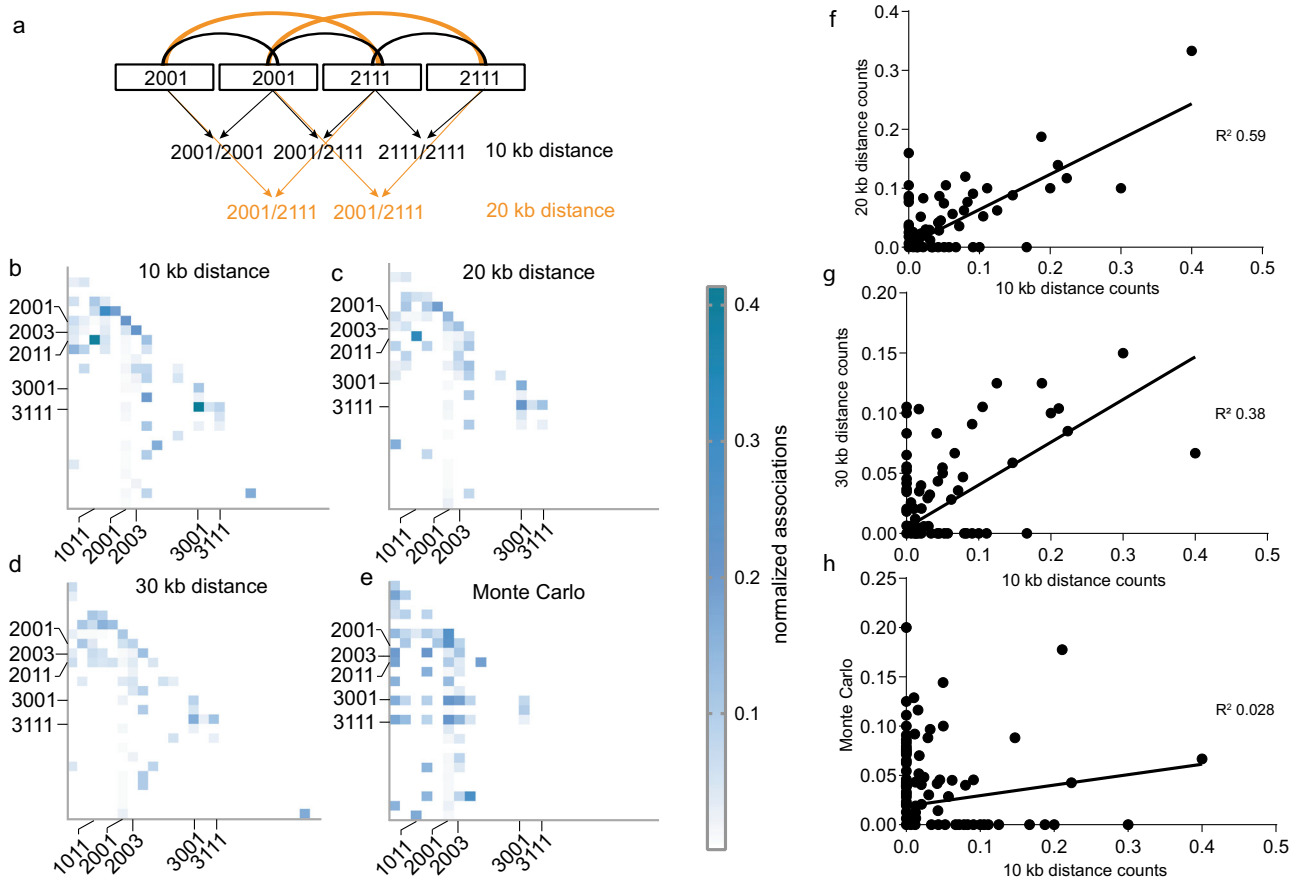 a
2001 2001 2111 2111
2001/2001 2001/2111 2111/2111 10 kb distance
2001/2111 2001/2111 20 kb distance
b 10 kb distance
2001
2003
2011
3001
3111
1011 2001 2003 3001 3111
c 20 kb distance
2001
2003
2011
3001
3111
1011 2001 2003 3001 3111
d 30 kb distance
2001
2003
2011
3001
3111
1011 2001 2003 3001 3111
e Monte Carlo
2001
2003
2011
3001
3111
1011 2001 2003 3001 3111
0.4
0.3
0.2
0.1
normalized associations
f
0.4
0.3
0.2
0.1
0.0
20 kb distance counts
R² 0.59
0.0 0.1 0.2 0.3 0.4 0.5
10 kb distance counts
g
0.20
0.15
0.10
0.05
0.00
30 kb distance counts
R² 0.38
0.0 0.1 0.2 0.3 0.4 0.5
10 kb distance counts
h
0.25
0.20
0.15
0.10
0.05
0.00
Monte Carlo
R² 0.028
0.0 0.1 0.2 0.3 0.4 0.5
10 kb distance counts